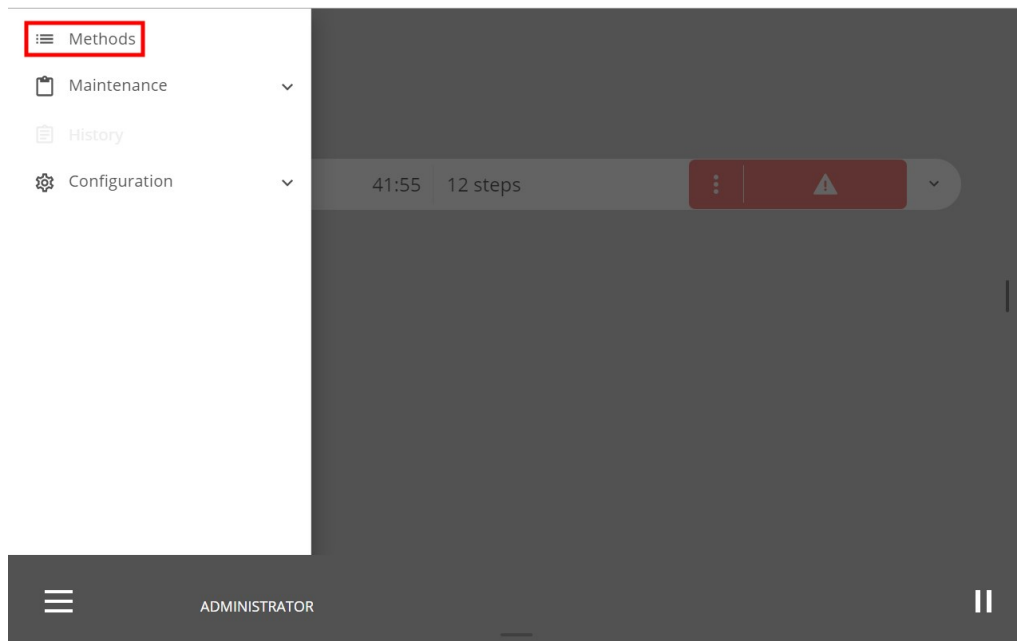 Methods
Maintenance
History
Configuration
41:55 12 steps
ADMINISTRATOR